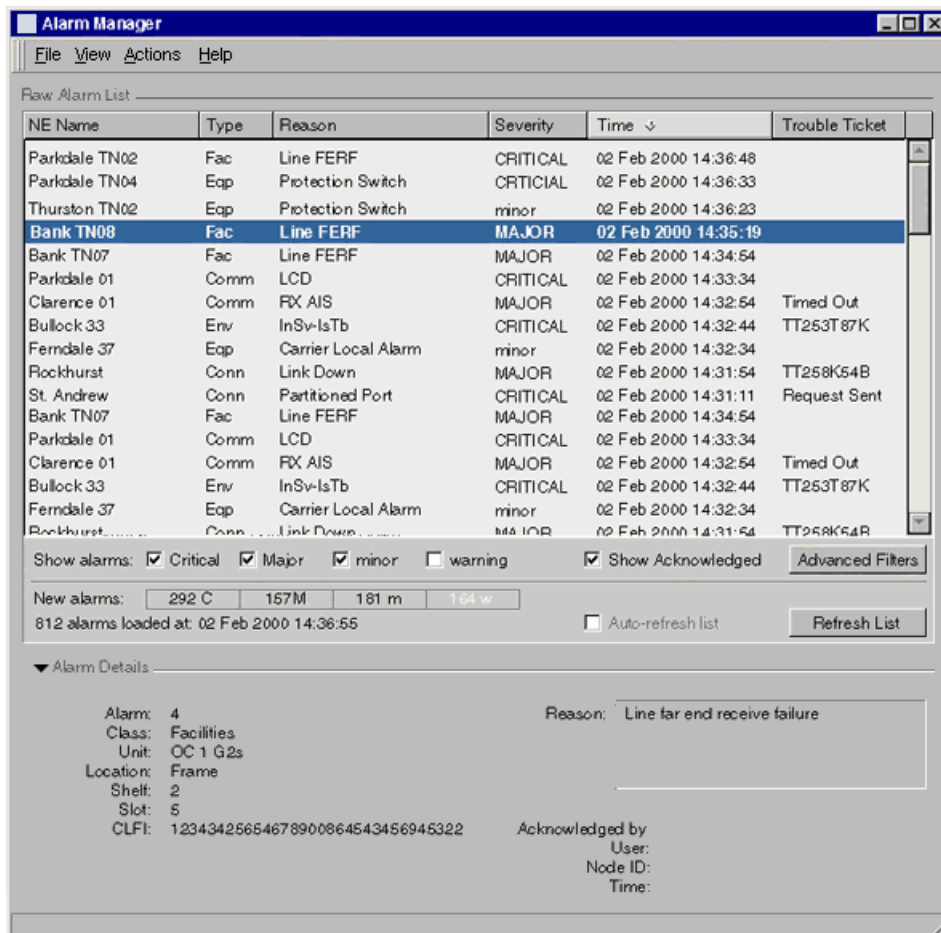 Alarm Manager
File View Actions Help
Raw Alarm List
NE Name Type Reason Severity Time Trouble Ticket
Parkdale TN02 Fac Line FERF CRITICAL 02 Feb 2000 14:36:48
Parkdale TN04 Eqp Protection Switch CRTICIAL 02 Feb 2000 14:36:33
Thurston TN02 Eqp Protection Switch minor 02 Feb 2000 14:36:23
Bank TN08 Fac Line FERF MAJOR 02 Feb 2000 14:35:19
Bank TN07 Fac Line FERF MAJOR 02 Feb 2000 14:34:54
Parkdale 01 Comm LCD CRITICAL 02 Feb 2000 14:33:34
Clarence 01 Comm RX AIS MAJOR 02 Feb 2000 14:32:54 Timed Out
Bullock 33 Env InSv-IsTb CRITICAL 02 Feb 2000 14:32:44 TT253T87K
Ferndale 37 Eqp Carrier Local Alarm minor 02 Feb 2000 14:32:34
Rockhurst Conn Link Down MAJOR 02 Feb 2000 14:31:54 TT258K54B
St. Andrew Conn Partitioned Port CRITICAL 02 Feb 2000 14:31:11 Request Sent
Bank TN07 Fac Line FERF MAJOR 02 Feb 2000 14:34:54
Parkdale 01 Comm LCD CRITICAL 02 Feb 2000 14:33:34
Clarence 01 Comm RX AIS MAJOR 02 Feb 2000 14:32:54 Timed Out
Bullock 33 Env InSv-IsTb CRITICAL 02 Feb 2000 14:32:44 TT253T87K
Ferndale 37 Eqp Carrier Local Alarm minor 02 Feb 2000 14:32:34
Rockhurst Conn Link Down MAJOR 02 Feb 2000 14:31:54 TT258K54B
Show alarms: Critical Major minor warning Show Acknowledged Advanced Filters
New alarms: 292 C 157M 181 m 164 w
812 alarms loaded at: 02 Feb 2000 14:36:55 Auto-refresh list Refresh List
Alarm Details
Alarm: 4 Reason: Line far end receive failure
Class: Facilities
Unit: OC 1 G2s
Location: Frame
Shelf: 2
Slot: 5
CLFI: 12343425654678900864543456945322 Acknowledged by
User:
Node ID:
Time: